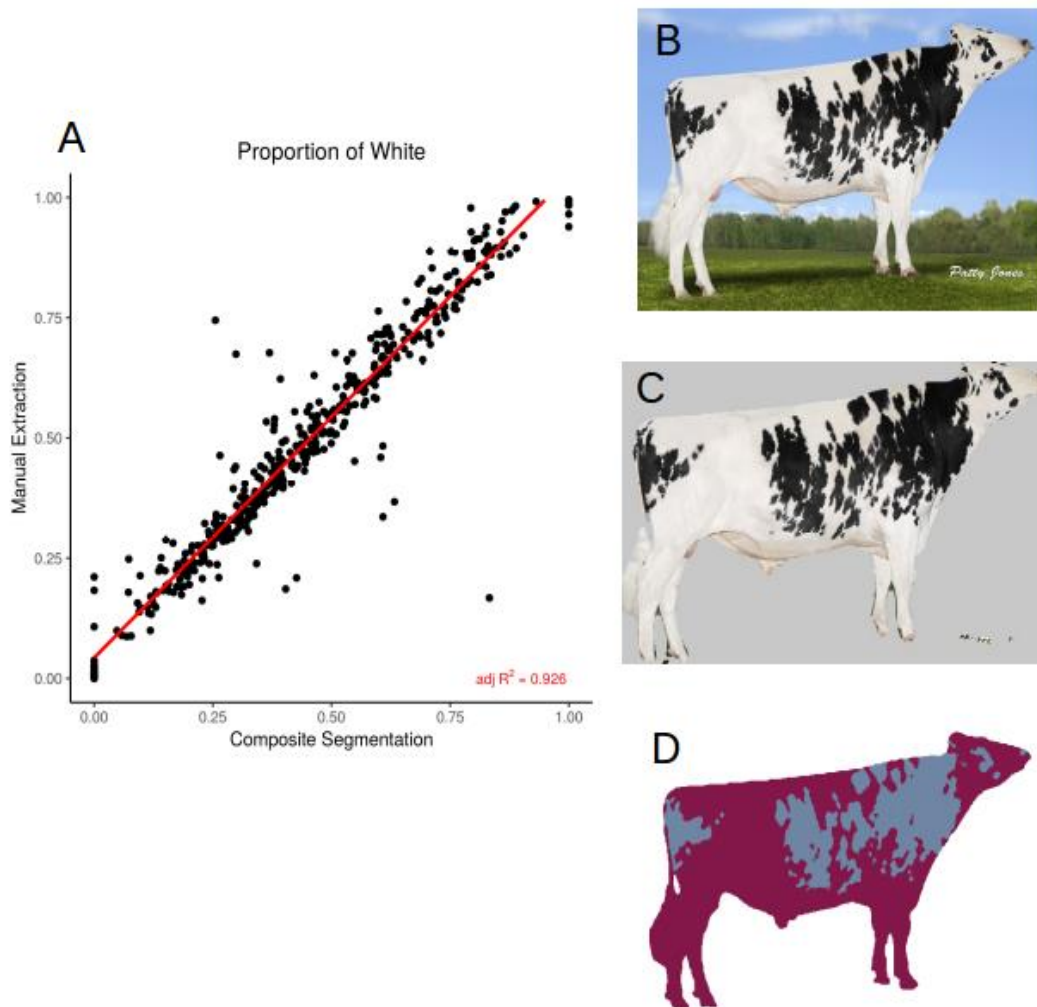 A
Proportion of White
1.00
0.75
0.50
0.25
0.00
Manual Extraction
0.00 0.25 0.50 0.75 1.00
Composite Segmentation
adj R² = 0.926
B
Patty Jones
C
D